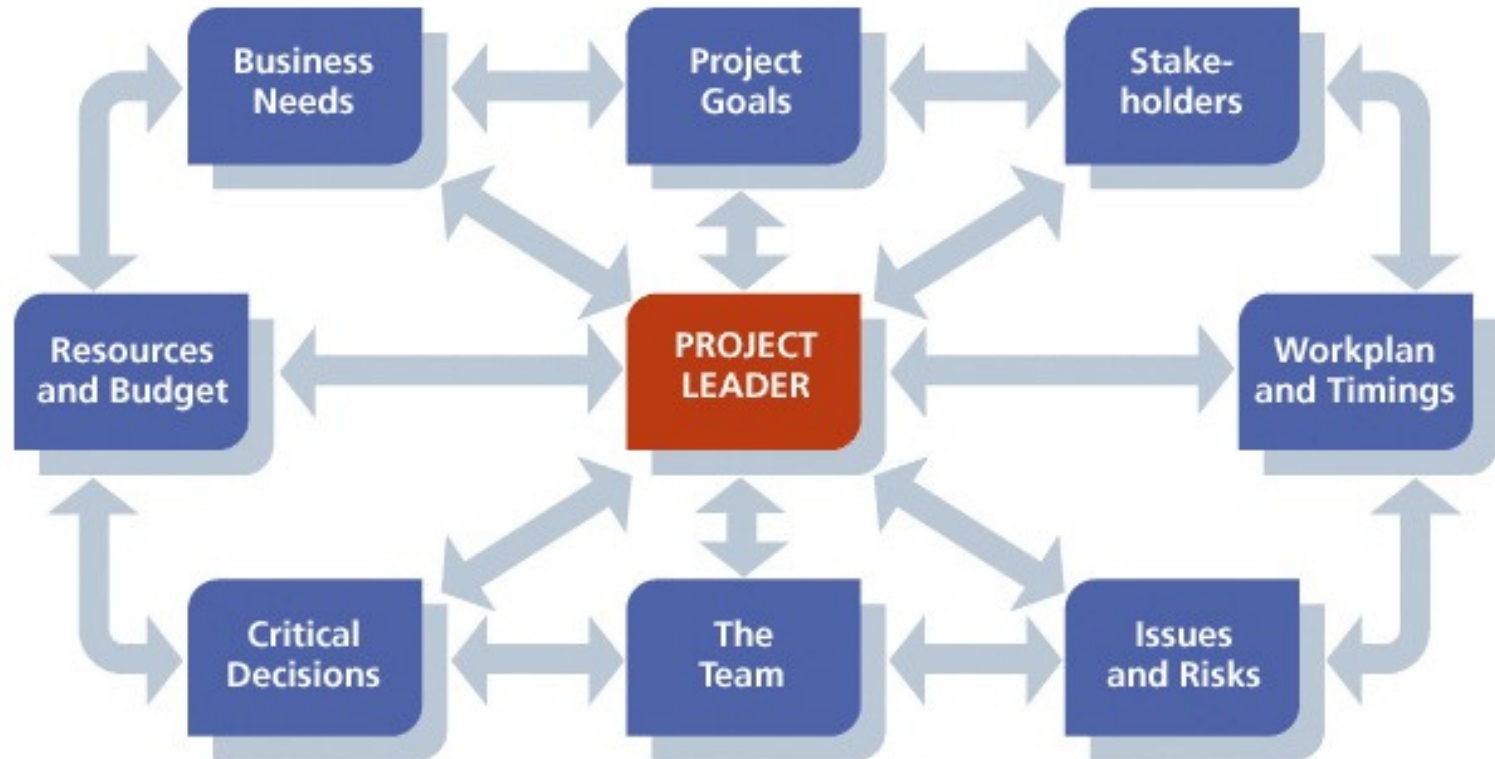 Business
Needs
Project
Goals
Stake-
holders
Resources
and Budget
PROJECT
LEADER
Workplan
and Timings
Critical
Decisions
The
Team
Issues
and Risks